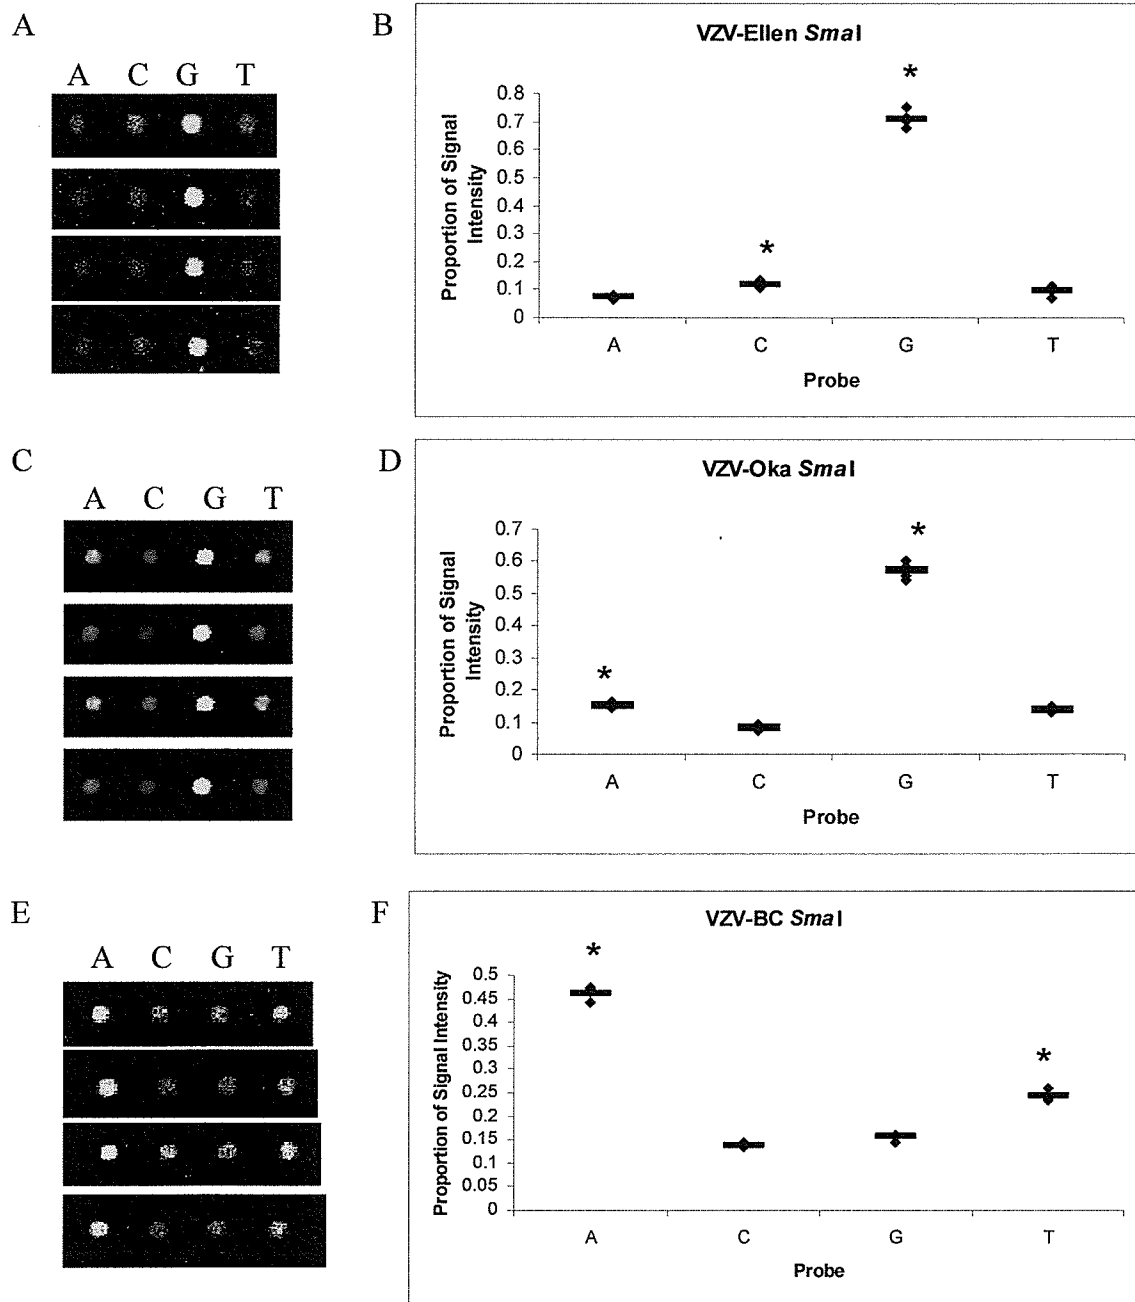 A
A C G T
B
VZV-Ellen SmaI
*
*
Proportion of Signal
Intensity
0.8
0.7
0.6
0.5
0.4
0.3
0.2
0.1
0
A C G T
Probe
C
A C G T
D
VZV-Oka SmaI
*
*
Proportion of Signal
Intensity
0.7
0.6
0.5
0.4
0.3
0.2
0.1
0
A C G T
Probe
E
A C G T
F
VZV-BC SmaI
*
*
Proportion of Signal Intensity
0.5
0.45
0.4
0.35
0.3
0.25
0.2
0.15
0.1
0.05
0
A C G T
Probe